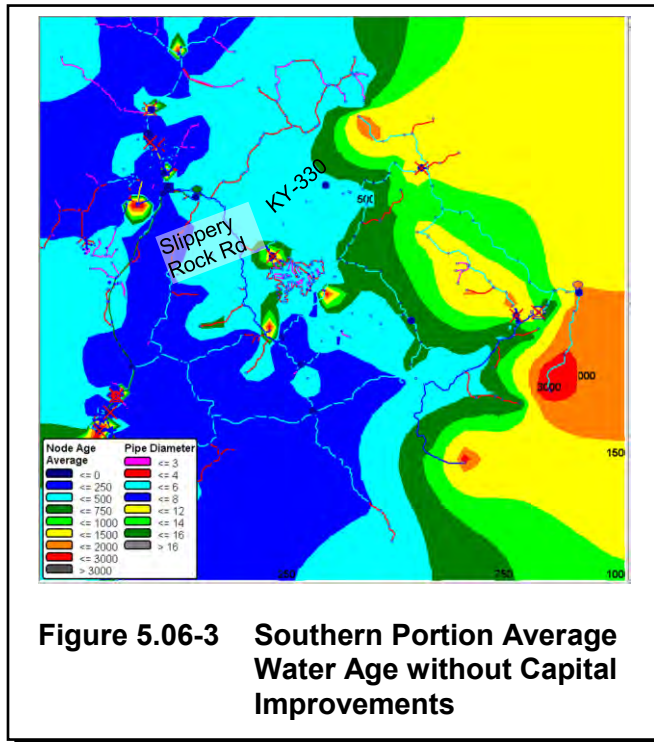 KY-330
500
Slippery
Rock Rd
3000
000
1500
250
250
1000
Node Age
Average
<= 0
<= 250
<= 500
<= 750
<= 1000
<= 1500
<= 2000
<= 3000
> 3000
Pipe Diameter
<= 3
<= 4
<= 6
<= 8
<= 12
<= 14
<= 16
> 16
Figure 5.06-3 Southern Portion Average
Water Age without Capital
Improvements